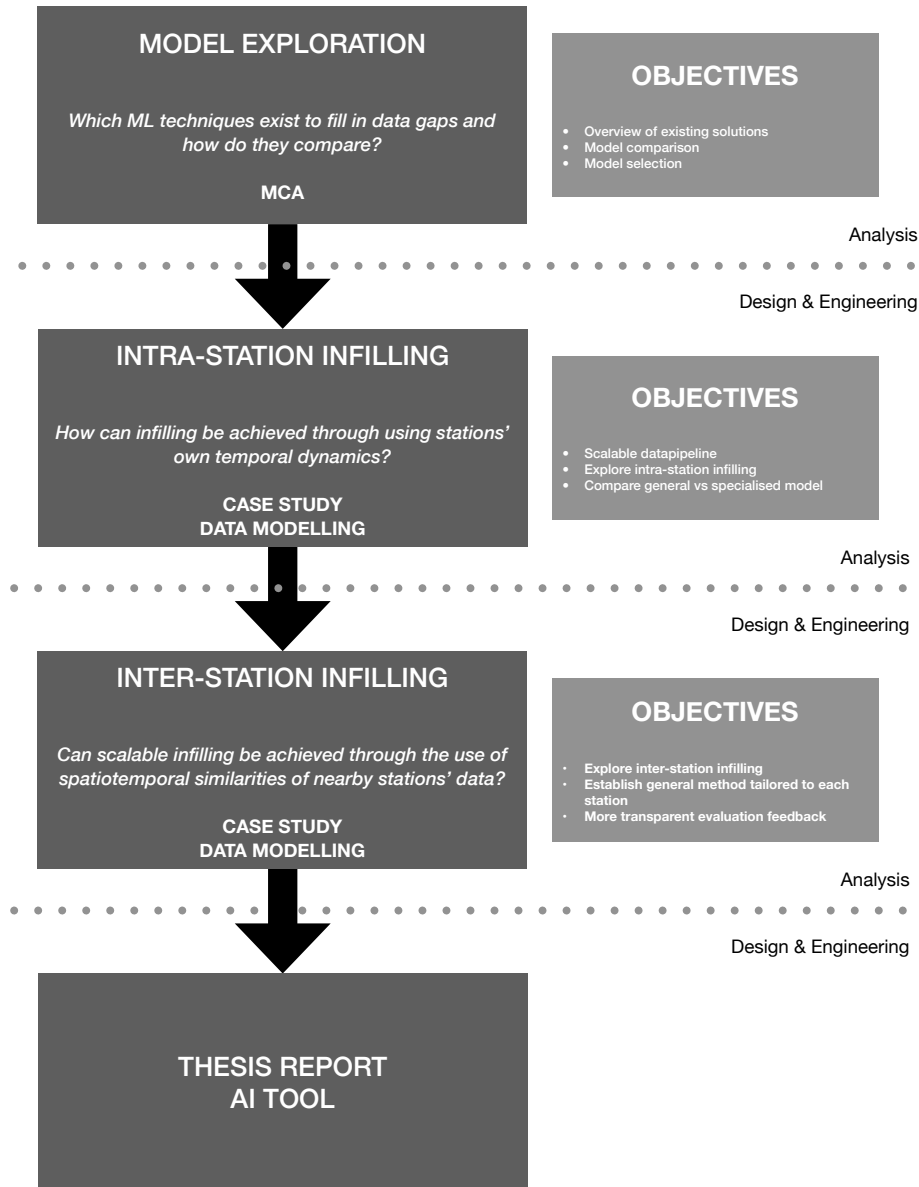 MODEL EXPLORATION
Which ML techniques exist to fill in data gaps and
how do they compare?
MCA
OBJECTIVES
• Overview of existing solutions
• Model comparison
• Model selection
Analysis
Design & Engineering
INTRA-STATION INFILLING
How can infilling be achieved through using stations’
own temporal dynamics?
CASE STUDY
DATA MODELLING
OBJECTIVES
• Scalable datapipeline
• Explore intra-station infilling
• Compare general vs specialised model
Analysis
Design & Engineering
INTER-STATION INFILLING
Can scalable infilling be achieved through the use of
spatiotemporal similarities of nearby stations’ data?
CASE STUDY
DATA MODELLING
OBJECTIVES
• Explore inter-station infilling
• Establish general method tailored to each
station
• More transparent evaluation feedback
Analysis
Design & Engineering
THESIS REPORT
AI TOOL